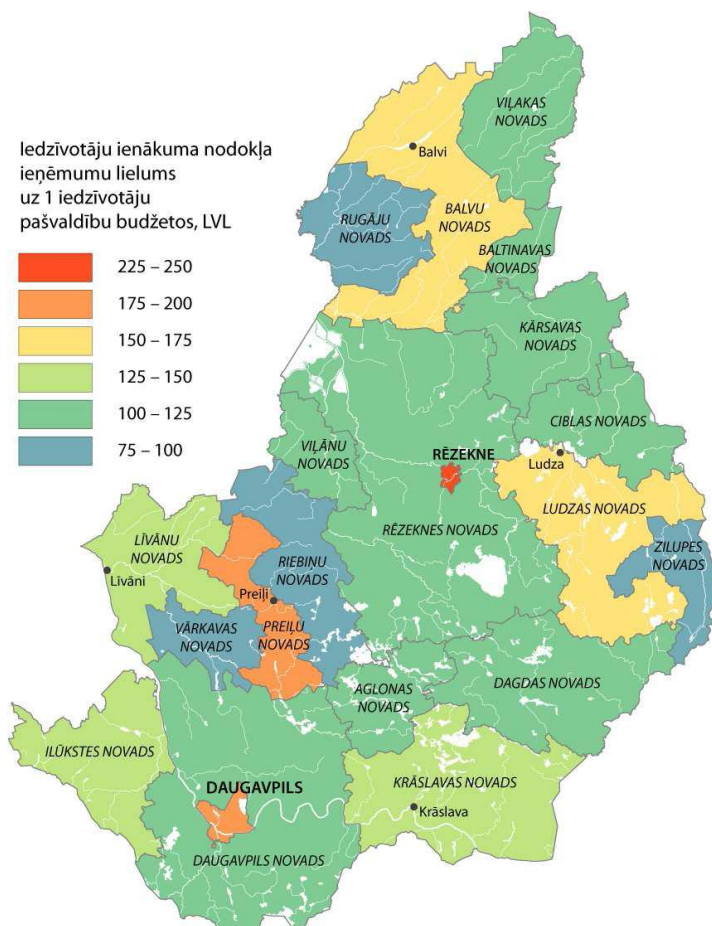 Iedzīvotāju ienākuma nodokļa
ieņēmumu lielums
uz 1 iedzīvotāju
pašvaldību budžetos, LVL
225 – 250
175 – 200
150 – 175
125 – 150
100 – 125
75 – 100
VIĻAKAS
NOVADS
Balvi
RUGĀJU
NOVADS
BALVU
NOVADS
BALTINAVAS
NOVADS
KĀRSAVAS
NOVADS
CIBLAS NOVADS
VIĻĀNU
NOVADS
RĒZEKNE
Ludza
LUDZAS NOVADS
RĒZEKNES NOVADS
ZILUPES
NOVADS
LĪVĀNU
NOVADS
Līvāni
RIEBIŅU
NOVADS
Preiļi
VĀRKAVAS
NOVADS
PREIĻU
NOVADS
AGLONAS
NOVADS
DAGDAS NOVADS
ILŪKSTES NOVADS
DAUGAVPILS
KRĀSLAVAS NOVADS
Krāslava
DAUGAVPILS NOVADS